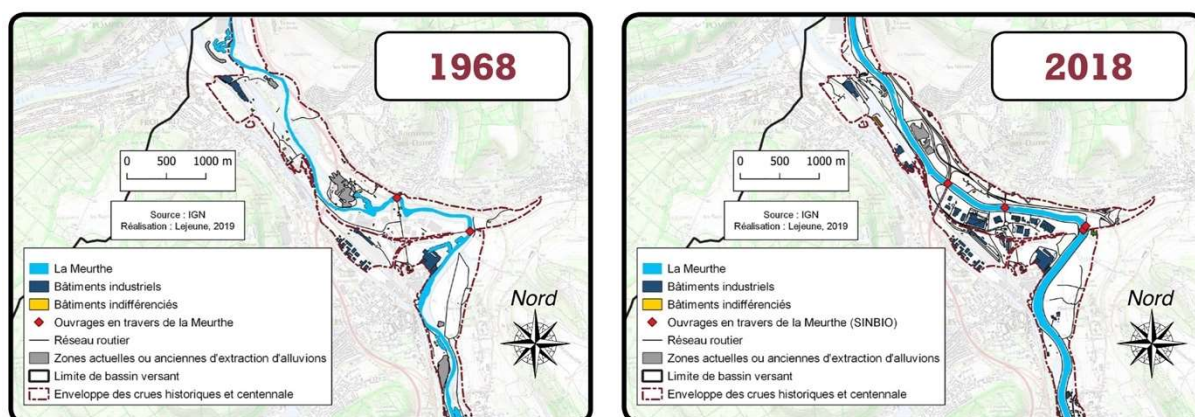 1968
0 500 1000 m
Source : IGN
Réalisation : Lejeune, 2019
La Meurthe
Bâtiments industriels
Bâtiments indifférenciés
Ouvrages en travers de la Meurthe
Réseau routier
Zones actuelles ou anciennes d'extraction d'alluvions
Limite de bassin versant
Enveloppe des crues historiques et centennale
Nord
2018
0 500 1000 m
Source : IGN
Réalisation : Lejeune, 2019
La Meurthe
Bâtiments industriels
Bâtiments indifférenciés
Ouvrages en travers de la Meurthe (SINBIO)
Réseau routier
Zones actuelles ou anciennes d'extraction d'alluvions
Limite de bassin versant
Enveloppe des crues historiques et centennale
Nord